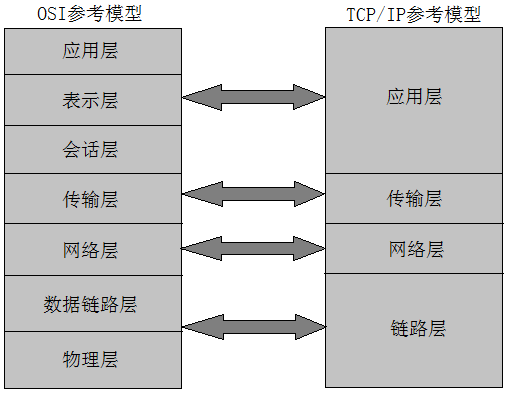 OSI参考模型
TCP/IP参考模型
应用层
表示层
会话层
传输层
网络层
数据链路层
物理层
应用层
传输层
网络层
链路层